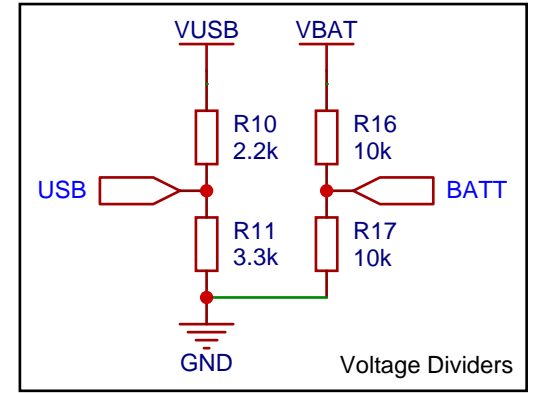 VUSB VBAT
R10 R16
2.2k 10k
USB BATT
R11 R17
3.3k 10k
GND
Voltage Dividers